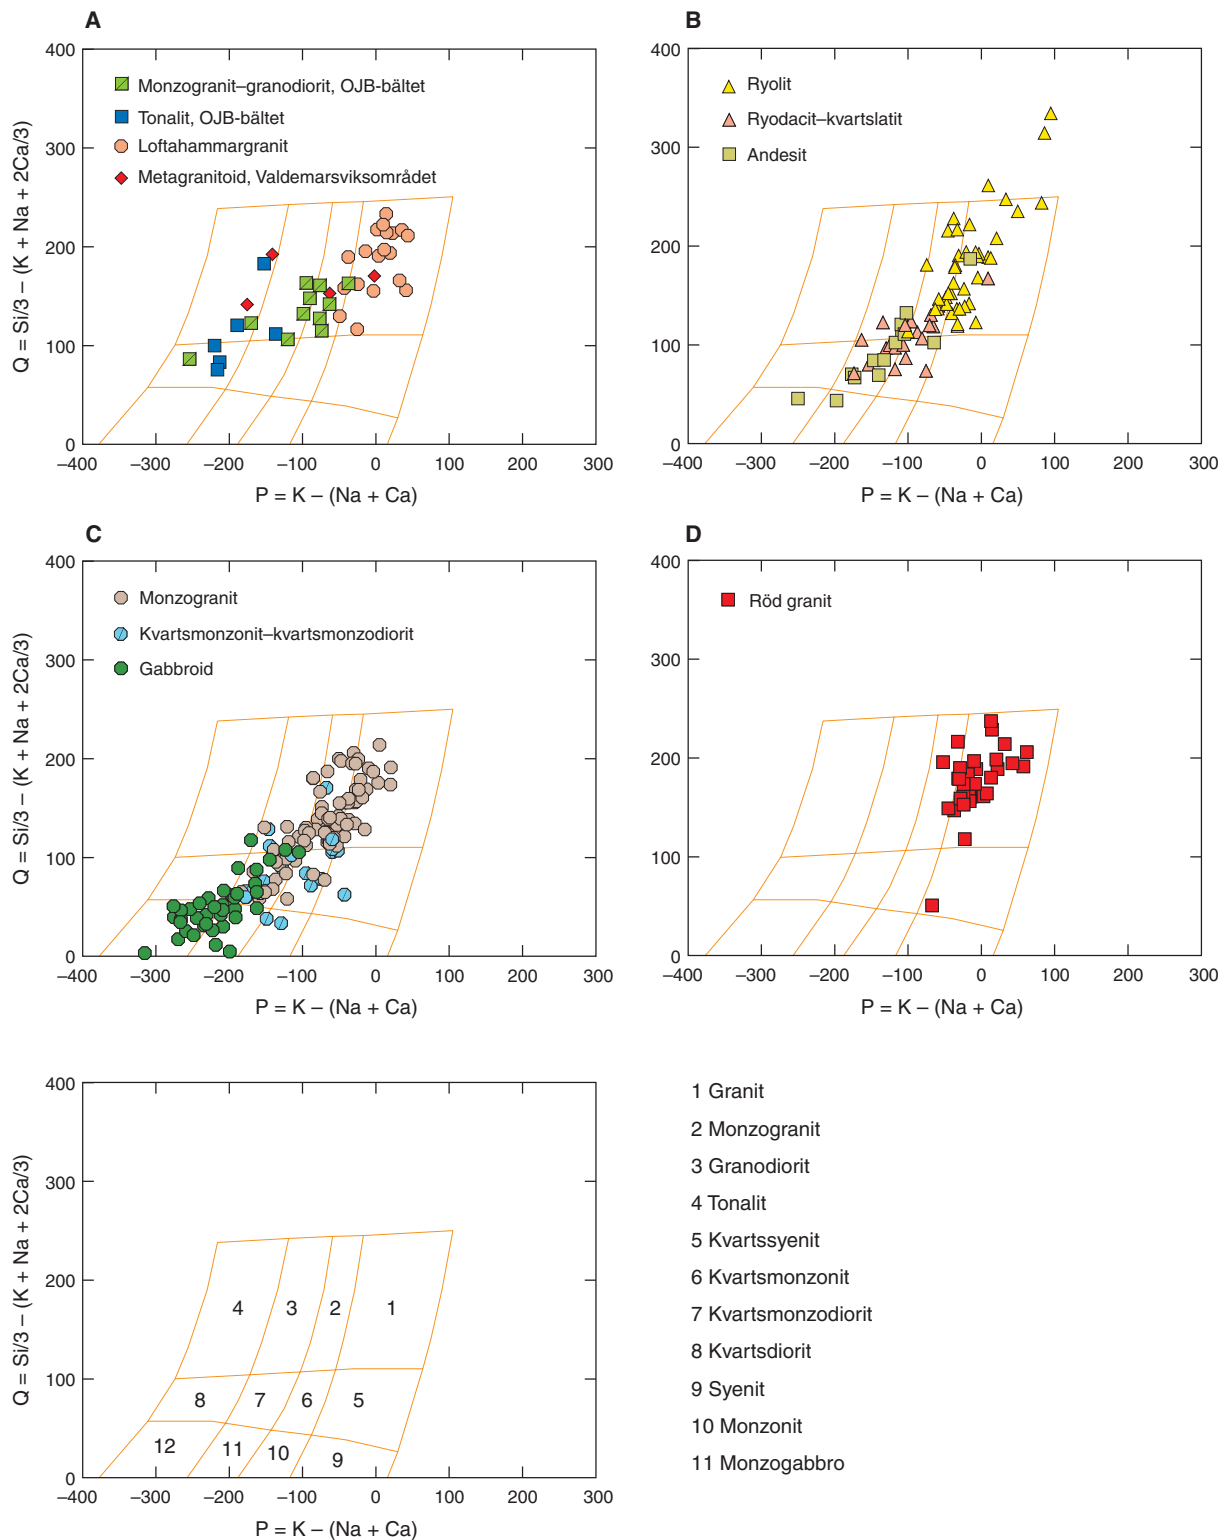 A
400
300
200
100
0
–400
–300
–200
–100
0
100
200
300
Q = Si/3 – (K + Na + 2Ca/3)
P = K – (Na + Ca)
Monzogranit–granodiorit, OJB-bältet
Tonalit, OJB-bältet
Loftahammargranit
Metagranitoid, Valdemarsviksområdet
B
400
300
200
100
0
–400
–300
–200
–100
0
100
200
300
P = K – (Na + Ca)
Ryolit
Ryodacit–kvartslatit
Andesit
C
400
300
200
100
0
–400
–300
–200
–100
0
100
200
300
Q = Si/3 – (K + Na + 2Ca/3)
P = K – (Na + Ca)
Monzogranit
Kvartsmonzonit–kvartsmonzodiorit
Gabbroid
D
400
300
200
100
0
–400
–300
–200
–100
0
100
200
300
P = K – (Na + Ca)
Röd granit
400
300
200
100
0
–400
–300
–200
–100
0
100
200
300
Q = Si/3 – (K + Na + 2Ca/3)
P = K – (Na + Ca)
4
3
2
1
8
7
6
5
12
11
10
9
1 Granit
2 Monzogranit
3 Granodiorit
4 Tonalit
5 Kvartssyenit
6 Kvartsmonzonit
7 Kvartsmonzodiorit
8 Kvartsdiorit
9 Syenit
10 Monzonit
11 Monzogabbro